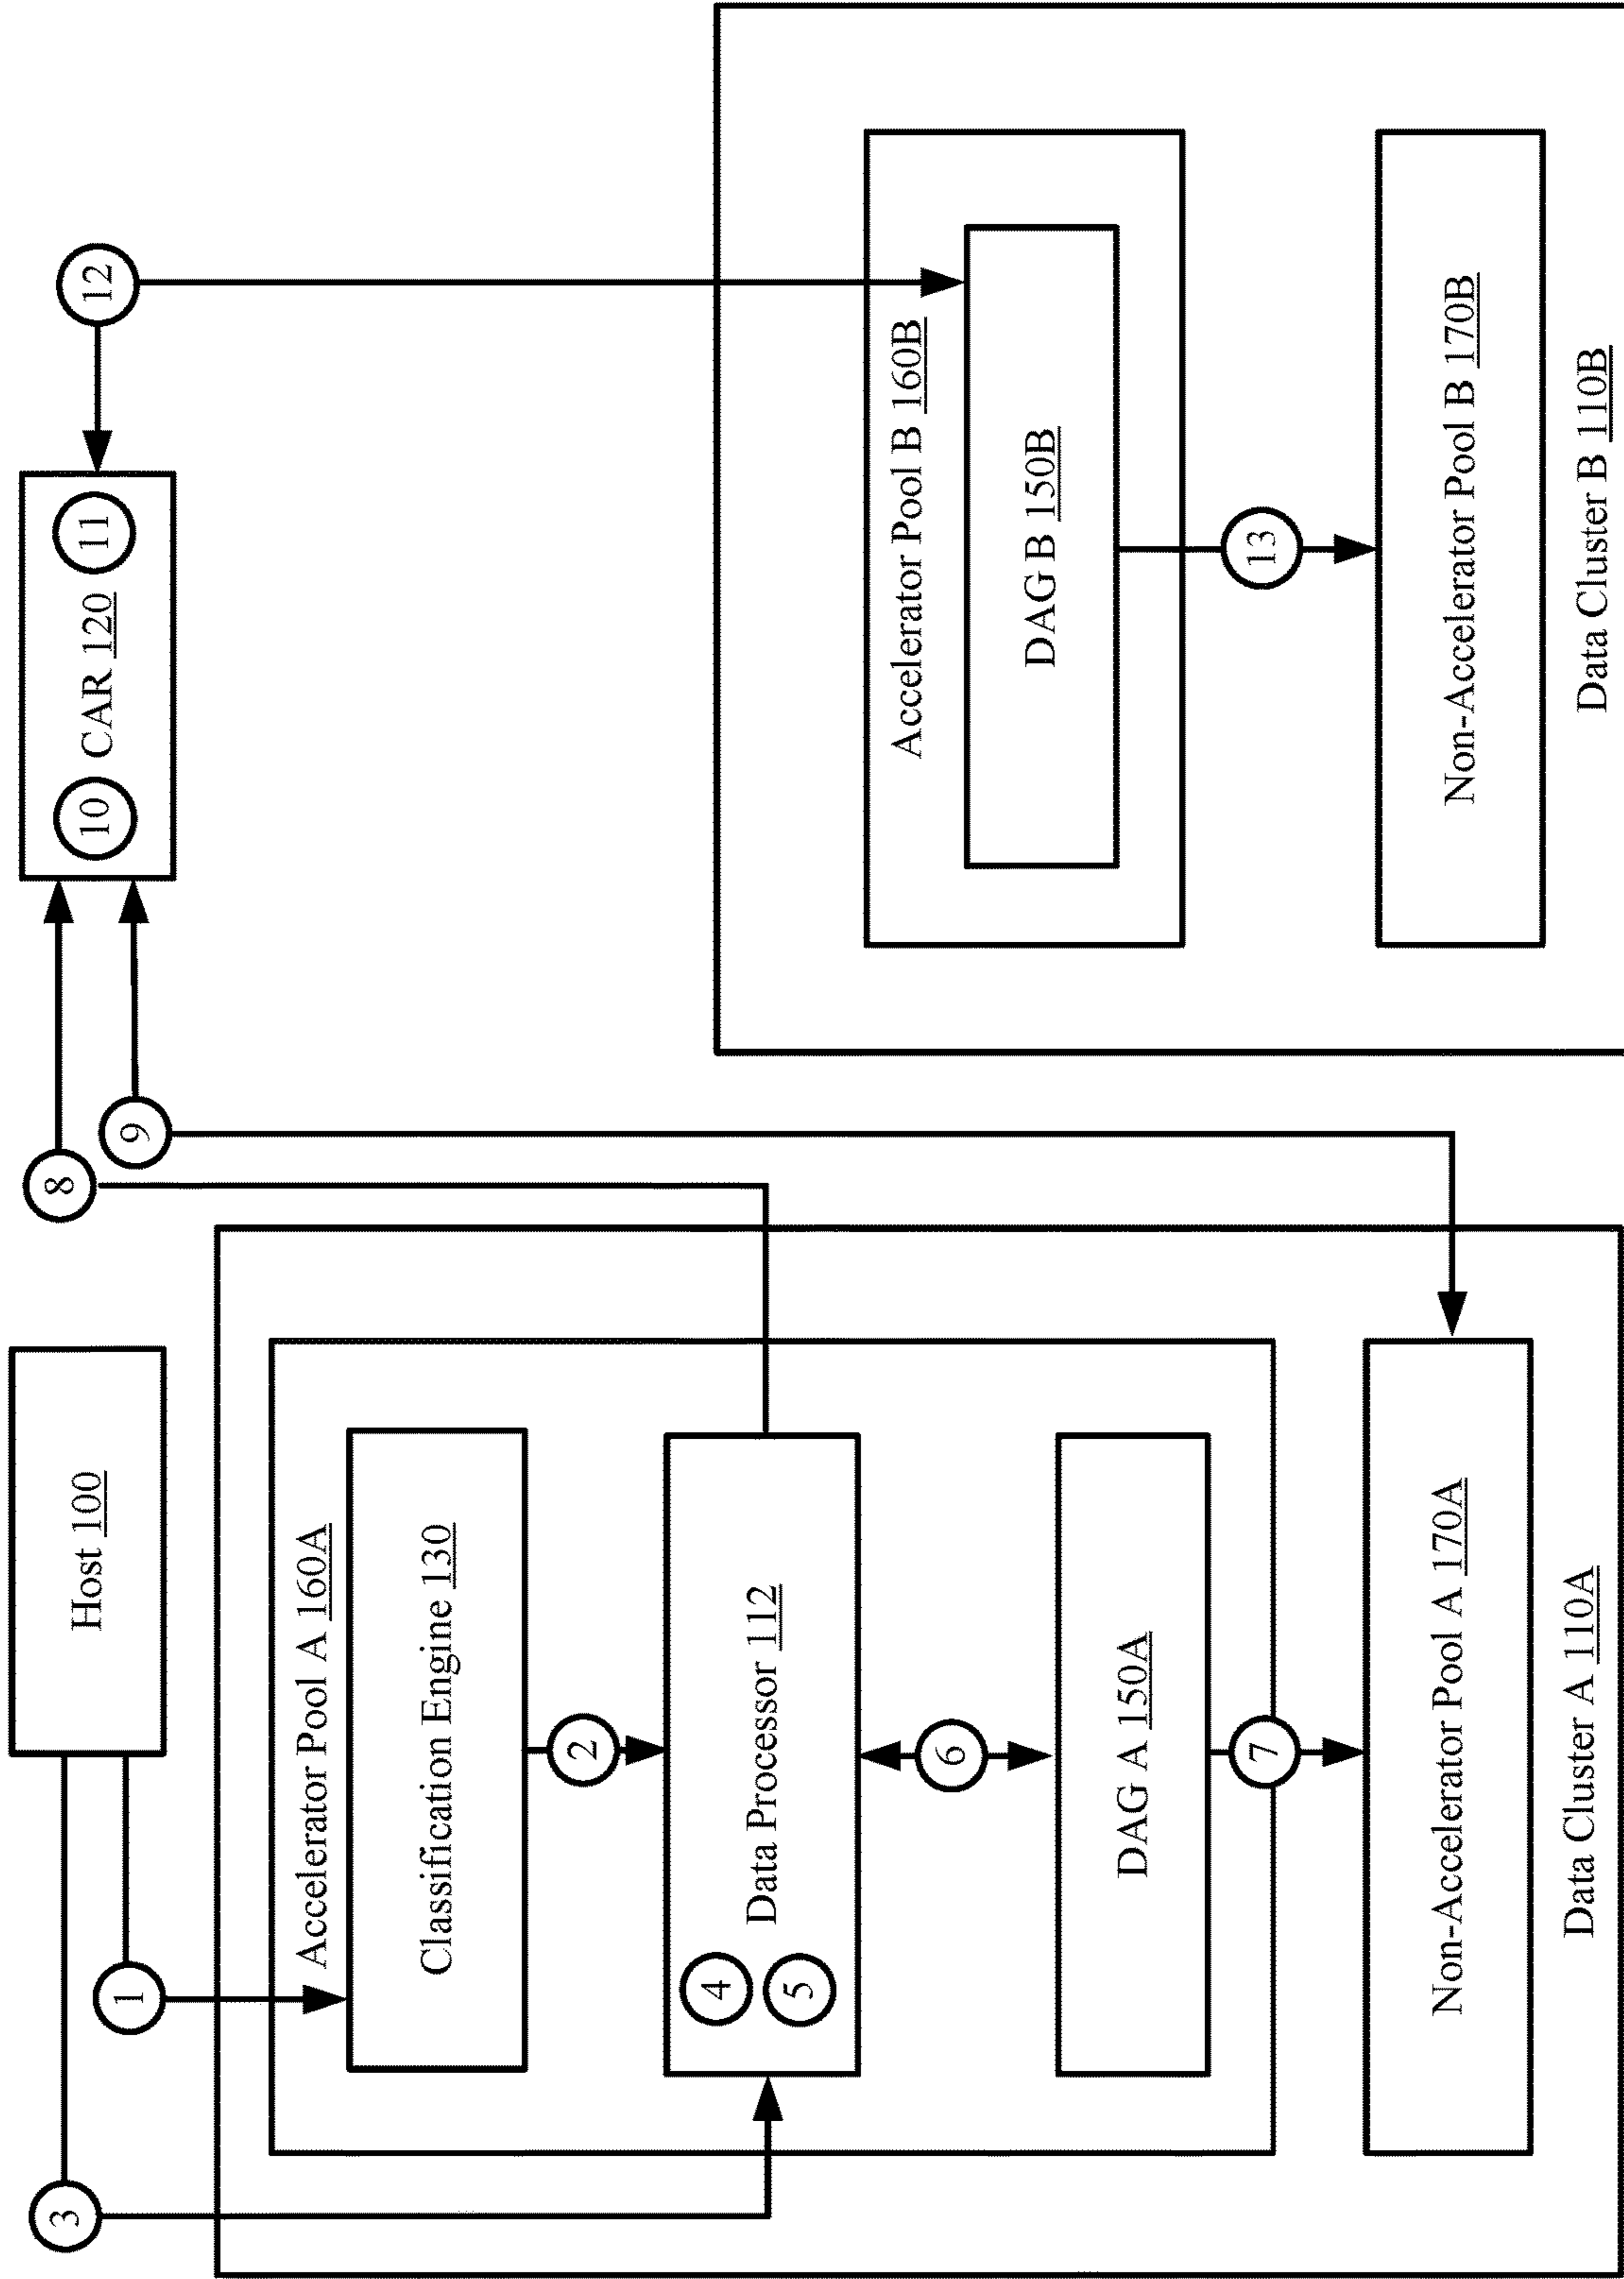 3
1
Host 100
8
9
10 CAR 120 11
12
Accelerator Pool A 160A
Classification Engine 130
2
4
5
Data Processor 112
6
DAG A 150A
7
Non-Accelerator Pool A 170A
Data Cluster A 110A
Accelerator Pool B 160B
DAG B 150B
13
Non-Accelerator Pool B 170B
Data Cluster B 110B